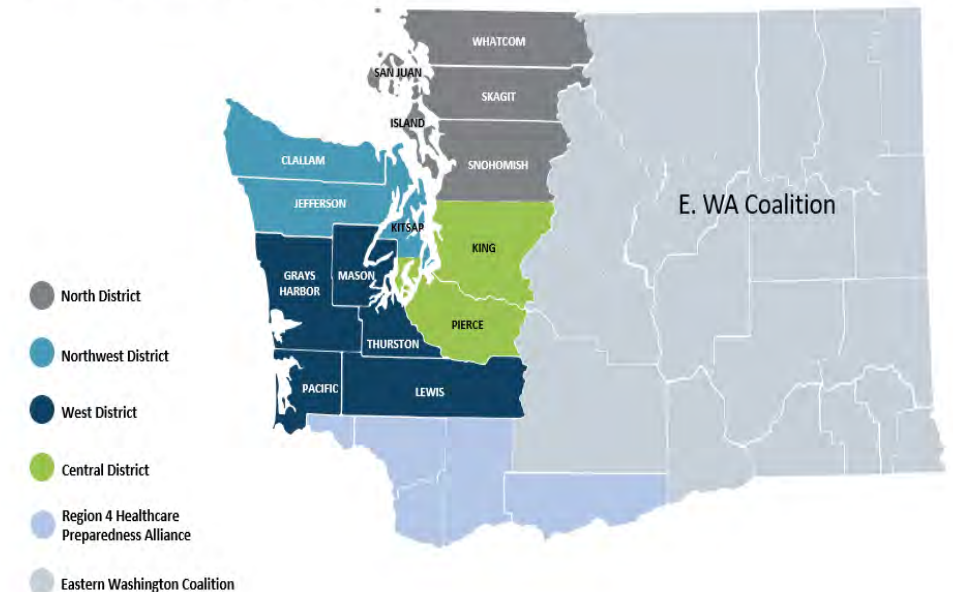 WHATCOM
SAN JUAN
SKAGIT
ISLAND
SNOHOMISH
CLALLAM
E. WA Coalition
JEFFERSON
KITSAP
KING
GRAYS
HARBOR
MASON
PIERCE
THURSTON
PACIFIC
LEWIS
North District
Northwest District
West District
Central District
Region 4 Healthcare
Preparedness Alliance
Eastern Washington Coalition